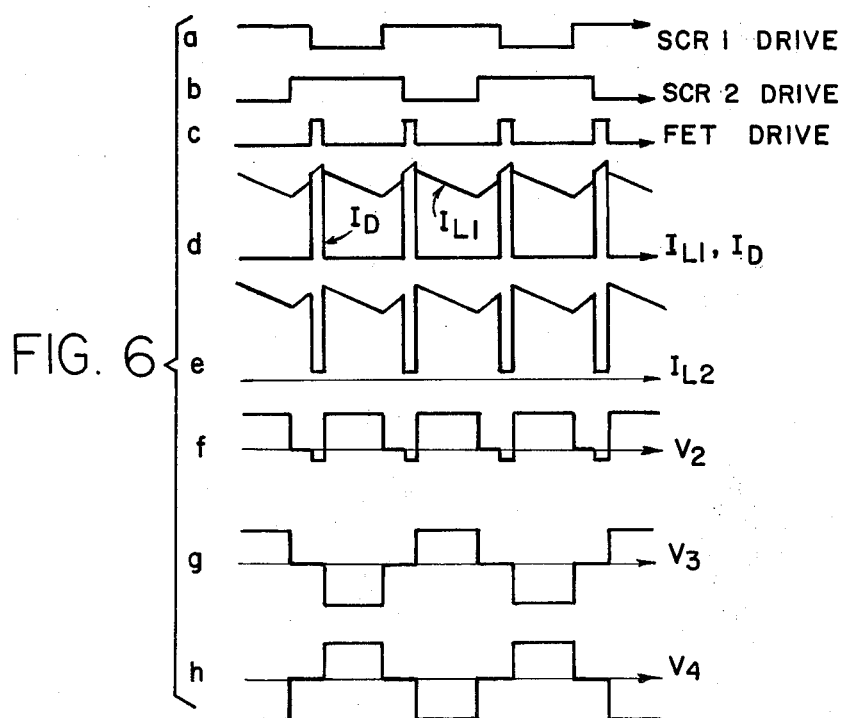 a SCR 1 DRIVE
b SCR 2 DRIVE
c FET DRIVE
d I_D I_L1 I_L1, I_D
FIG. 6
e I_L2
f V_2
g V_3
h V_4